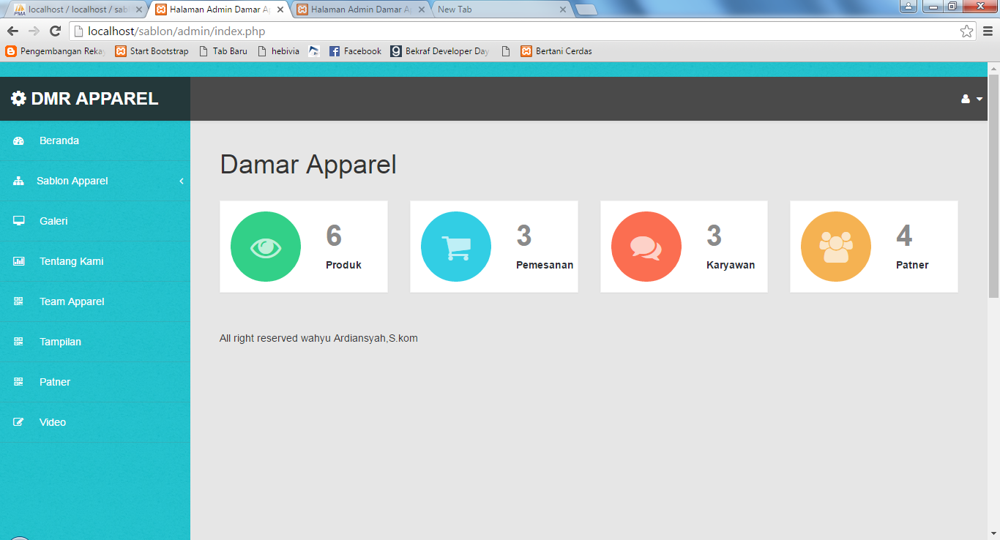 localhost / localhost / sabl
Halaman Admin Damar Ap
Halaman Admin Damar Ap
New Tab
localhost/sablon/admin/index.php
Pengembangan Rekay
Start Bootstrap
Tab Baru
hebivia
Facebook
Bekraf Developer Day
Bertani Cerdas
DMR APPAREL
Beranda
Sablon Apparel
Galeri
Tentang Kami
Team Apparel
Tampilan
Patner
Video
Damar Apparel
6
Produk
3
Pemesanan
3
Karyawan
4
Patner
All right reserved wahyu Ardiansyah,S.kom